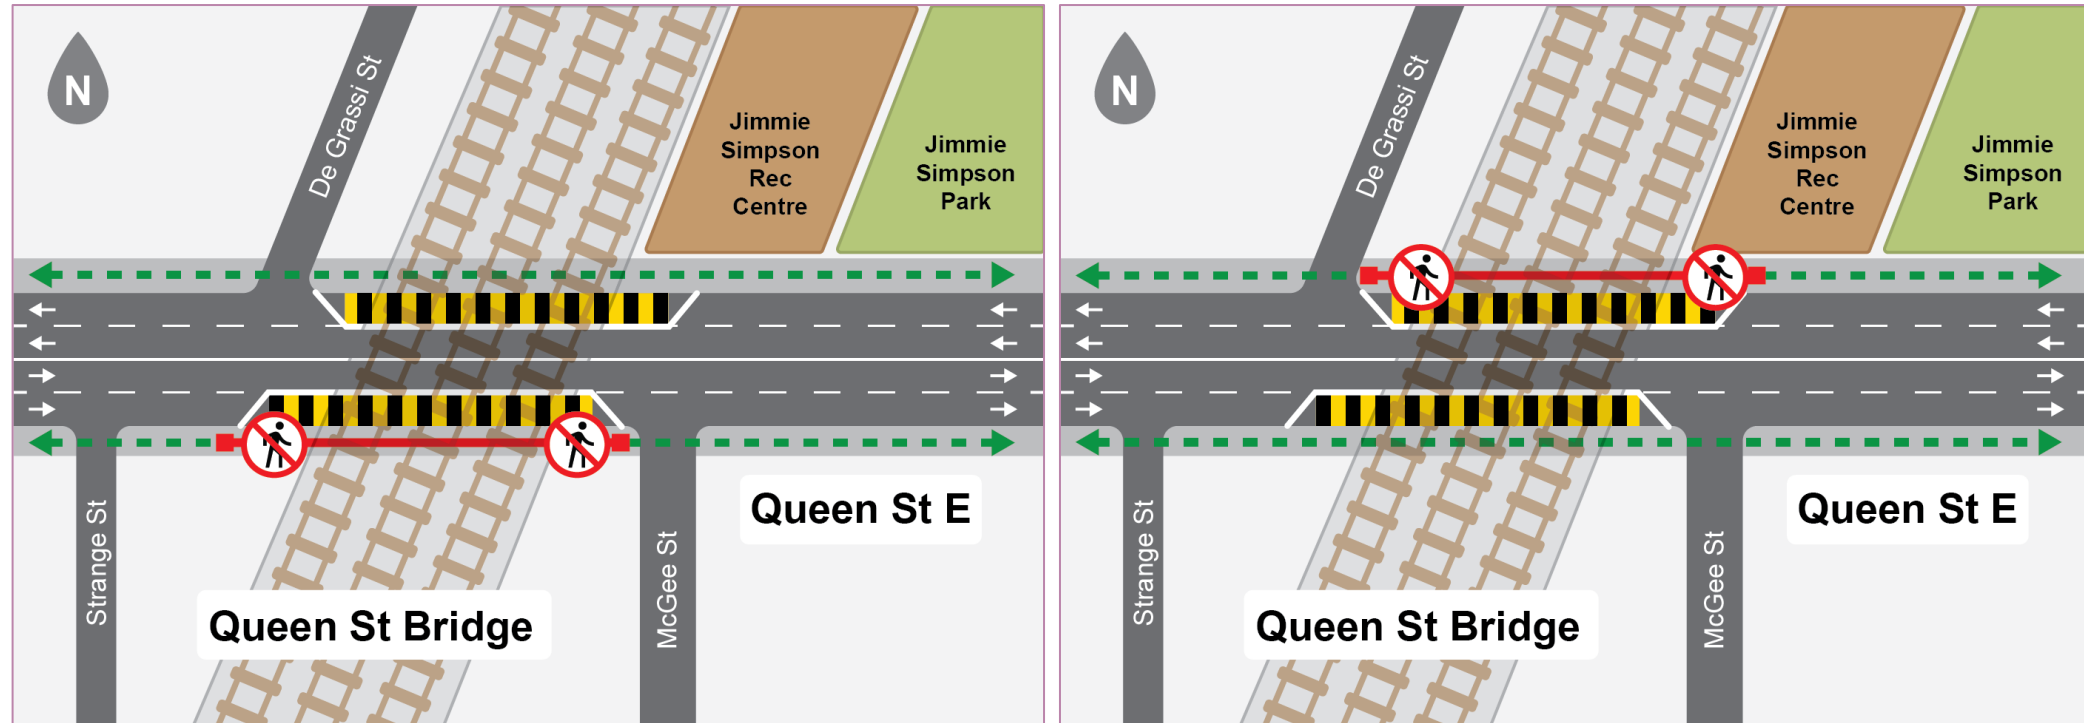 N
De Grassi St
Jimmie
Simpson
Rec
Centre
Jimmie
Simpson
Park
Queen St E
Strange St
McGee St
Queen St Bridge
N
De Grassi St
Jimmie
Simpson
Rec
Centre
Jimmie
Simpson
Park
Queen St E
Strange St
McGee St
Queen St Bridge